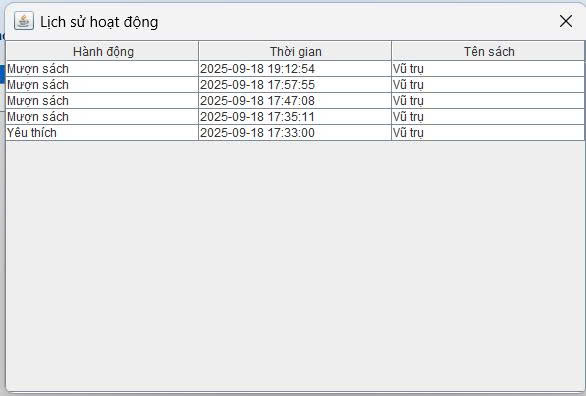 Lịch sử hoạt động
Hành động Thời gian Tên sách
Mượn sách 2025-09-18 19:12:54 Vũ trụ
Mượn sách 2025-09-18 17:57:55 Vũ trụ
Mượn sách 2025-09-18 17:47:08 Vũ trụ
Mượn sách 2025-09-18 17:35:11 Vũ trụ
Yêu thích 2025-09-18 17:33:00 Vũ trụ